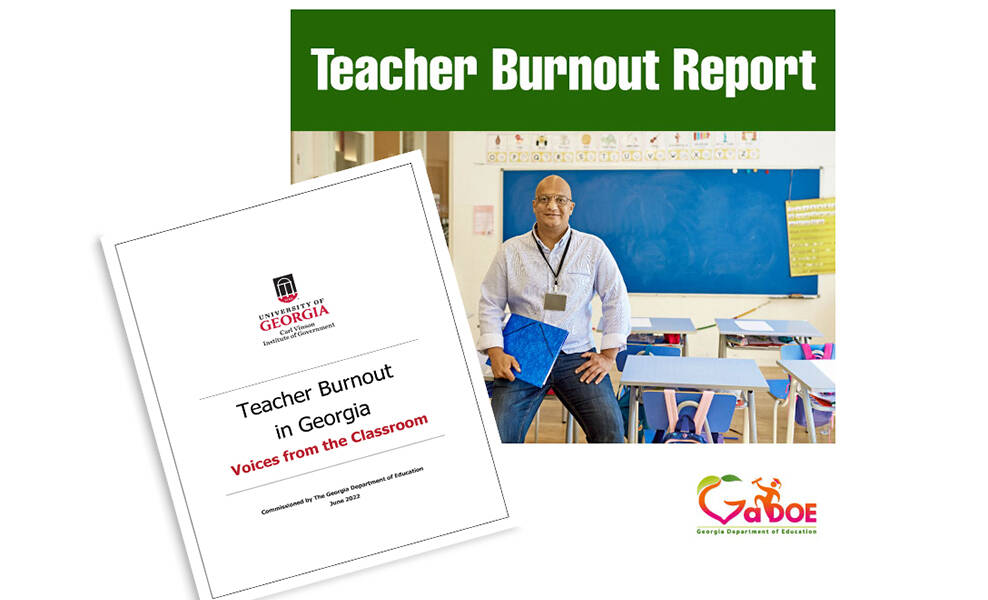 Teacher Burnout Report
UNIVERSITY OF
GEORGIA
Carl Vinson
Institute of Government
Teacher Burnout
in Georgia
Voices from the Classroom
Commissioned by The Georgia Department of Education
June 2022
GaDOE
Georgia Department of Education